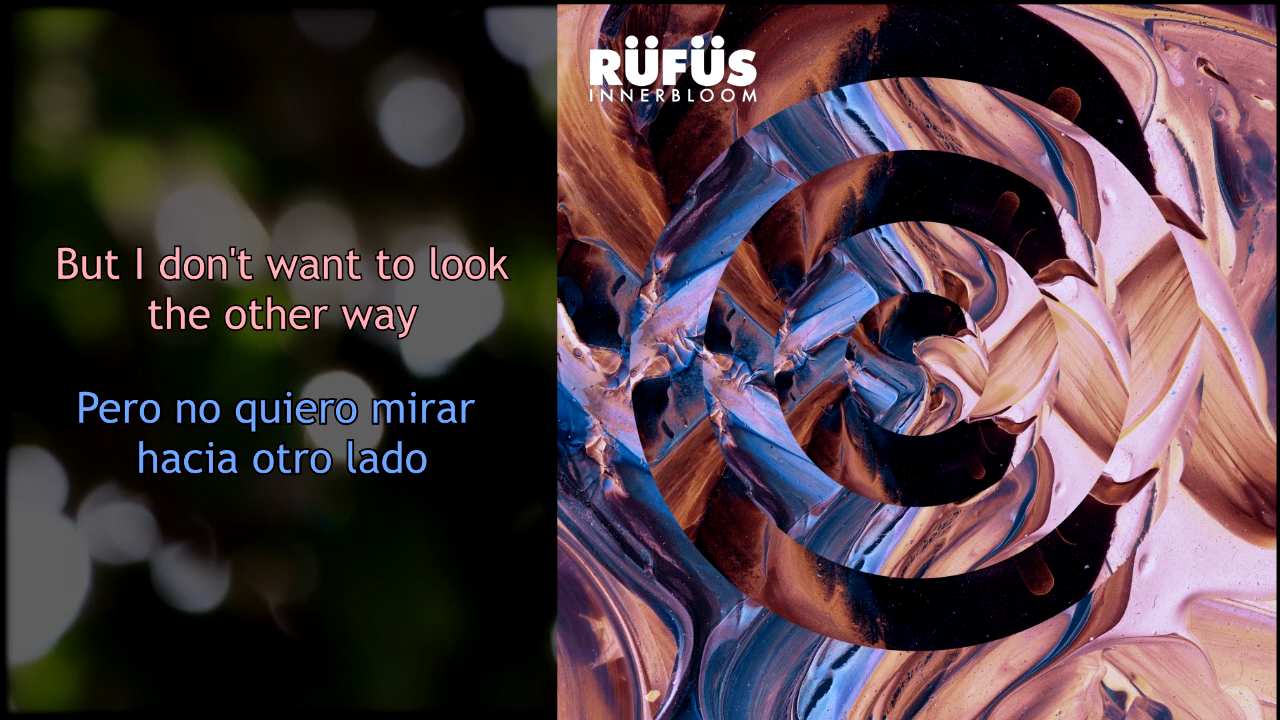 RÜFÜS
INNERBLOOM
But I don't want to look
the other way
Pero no quiero mirar
hacia otro lado